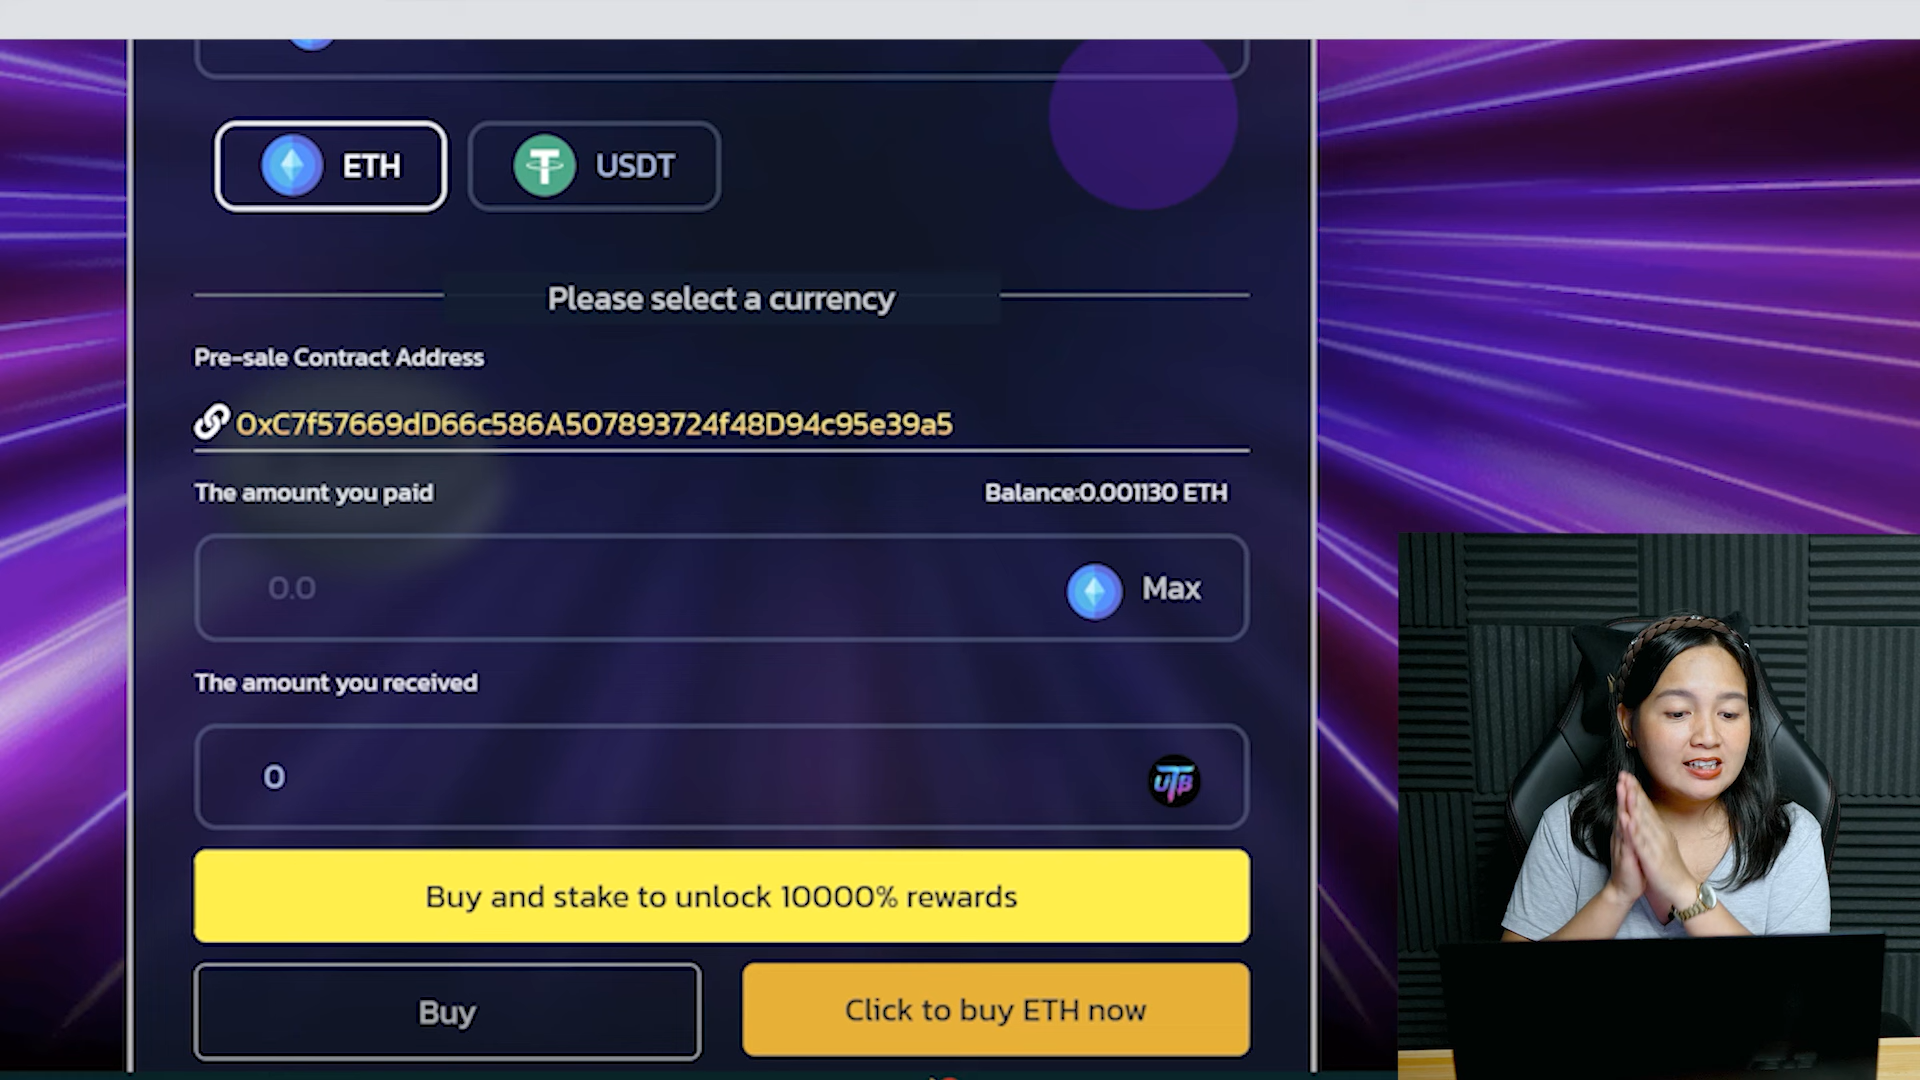 ETH
USDT
Please select a currency
Pre-sale Contract Address
0xC7f57669dD66c586A507893724f48D94c95e39a5
The amount you paid
Balance:0.001130 ETH
0.0
Max
The amount you received
0
UTB
Buy and stake to unlock 10000% rewards
Buy
Click to buy ETH now